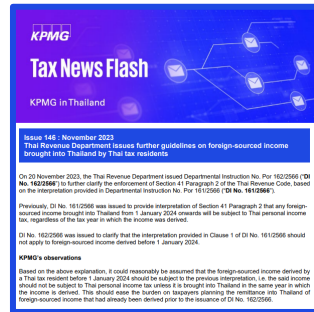 KPMG
Tax News Flash
KPMG in Thailand
Issue 146 : November 2023
Thai Revenue Department issues further guidelines on foreign-sourced income
brought into Thailand by Thai tax residents
On 20 November 2023, the Thai Revenue Department issued Departmental Instruction No. Por 162/2566 ("DI
No. 162/2566") to further clarify the enforcement of Section 41 Paragraph 2 of the Thai Revenue Code, based
on the interpretation provided in Departmental Instruction No. Por 161/2566 ("DI No. 161/2566").
Previously, DI No. 161/2566 was issued to provide interpretation of Section 41 Paragraph 2 that any foreign-
sourced income brought into Thailand from 1 January 2024 onwards will be subject to Thai personal income
tax, regardless of the tax year in which the income was derived.
DI No. 162/2566 was issued to clarify that the interpretation provided in Clause 1 of DI No. 161/2566 should
not apply to foreign-sourced income derived before 1 January 2024.
KPMG's observations
Based on the above explanation, it could reasonably be assumed that the foreign-sourced income derived by
a Thai tax resident before 1 January 2024 should be subject to the previous interpretation, i.e. the said income
should not be subject to Thai personal income tax unless it is brought into Thailand in the same year in which
the income is derived. This should ease the burden on taxpayers planning the remittance into Thailand of
foreign-sourced income that had already been derived prior to the issuance of DI No. 162/2566.